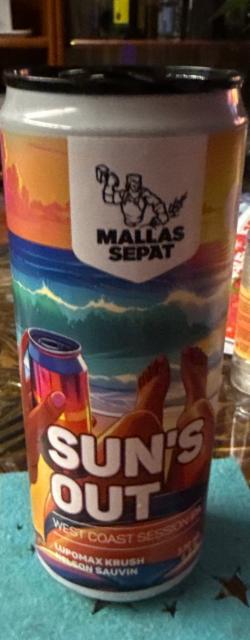 MALLAS
SEPÄT
SUN'S
OUT
WEST COAST SESSION IPA
LUPOMAX KRUSH
NELSON SAUVIN